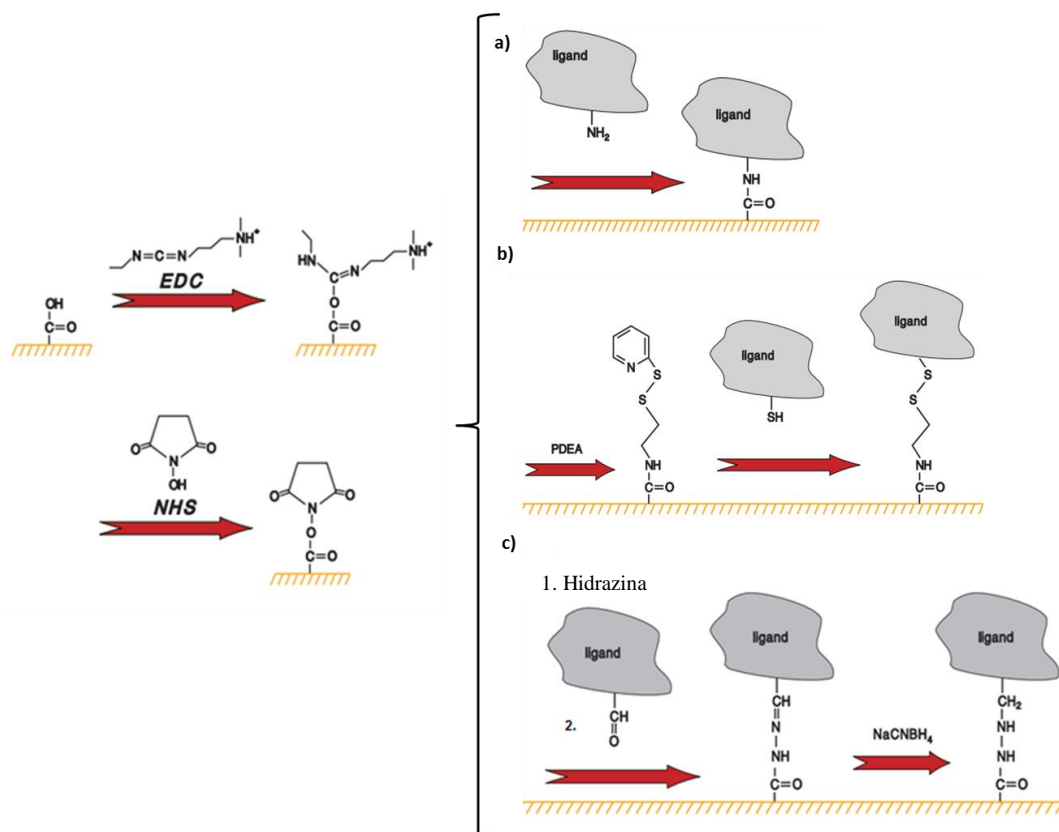 N=C=N
NH+
EDC
OH
C=O
HN
C=N
NH+
O
C=O
O
O
N
OH
NHS
O
O
N
O
C=O
a)
ligand
NH2
ligand
NH
C=O
b)
N
S
S
NH
C=O
PDEA
ligand
SH
ligand
S
S
NH
C=O
c)
1. Hidrazina
ligand
CH
O
2.
ligand
CH
N
NH
C=O
NaCNBH4
ligand
CH2
NH
NH
C=O